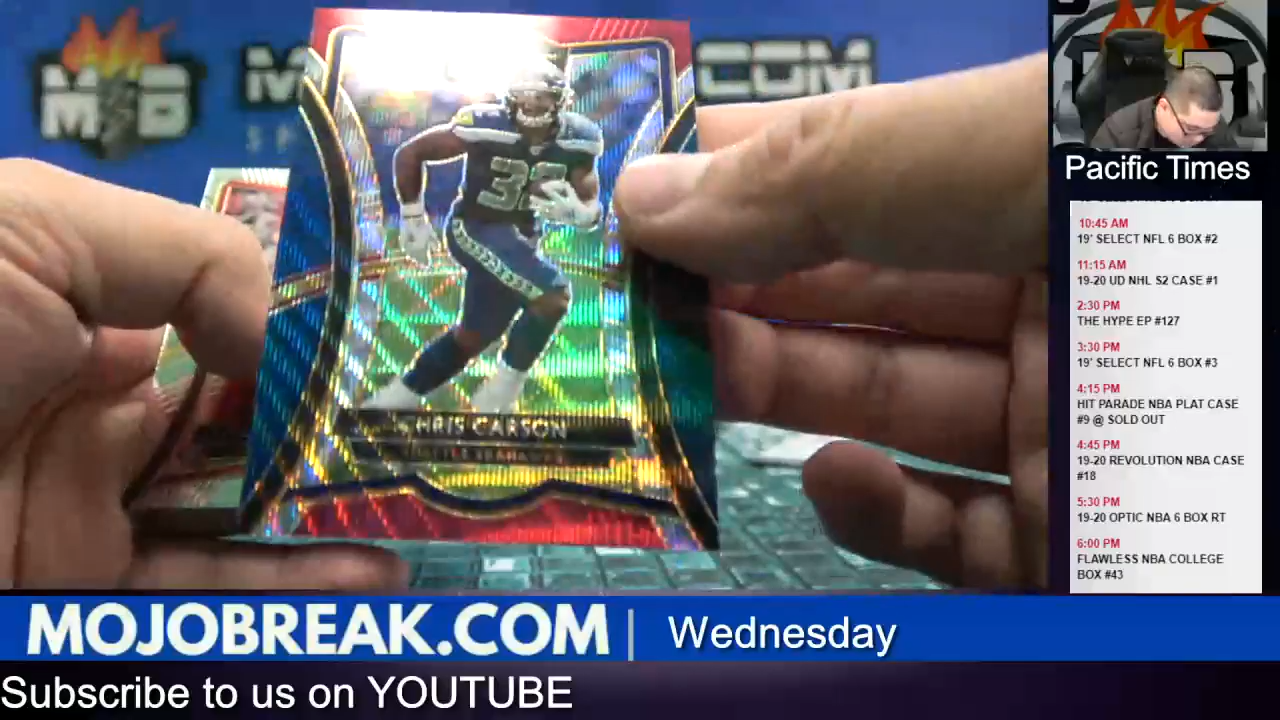 M B
COM
32
CHRIS CARSON
SEATTLE SEAHAWKS
Pacific Times
10:45 AM
19' SELECT NFL 6 BOX #2
11:15 AM
19-20 UD NHL S2 CASE #1
2:30 PM
THE HYPE EP #127
3:30 PM
19' SELECT NFL 6 BOX #3
4:15 PM
HIT PARADE NBA PLAT CASE
#9 @ SOLD OUT
4:45 PM
19-20 REVOLUTION NBA CASE
#18
5:30 PM
19-20 OPTIC NBA 6 BOX RT
6:00 PM
FLAWLESS NBA COLLEGE
BOX #43
MOJOBREAK.COM | Wednesday
Subscribe to us on YOUTUBE